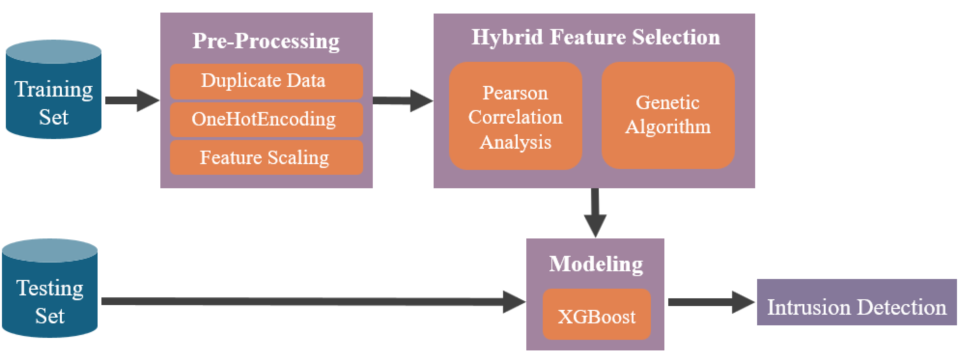 Training
Set
Pre-Processing
Duplicate Data
OneHotEncoding
Feature Scaling
Hybrid Feature Selection
Pearson
Correlation
Analysis
Genetic
Algorithm
Testing
Set
Modeling
XGBoost
Intrusion Detection